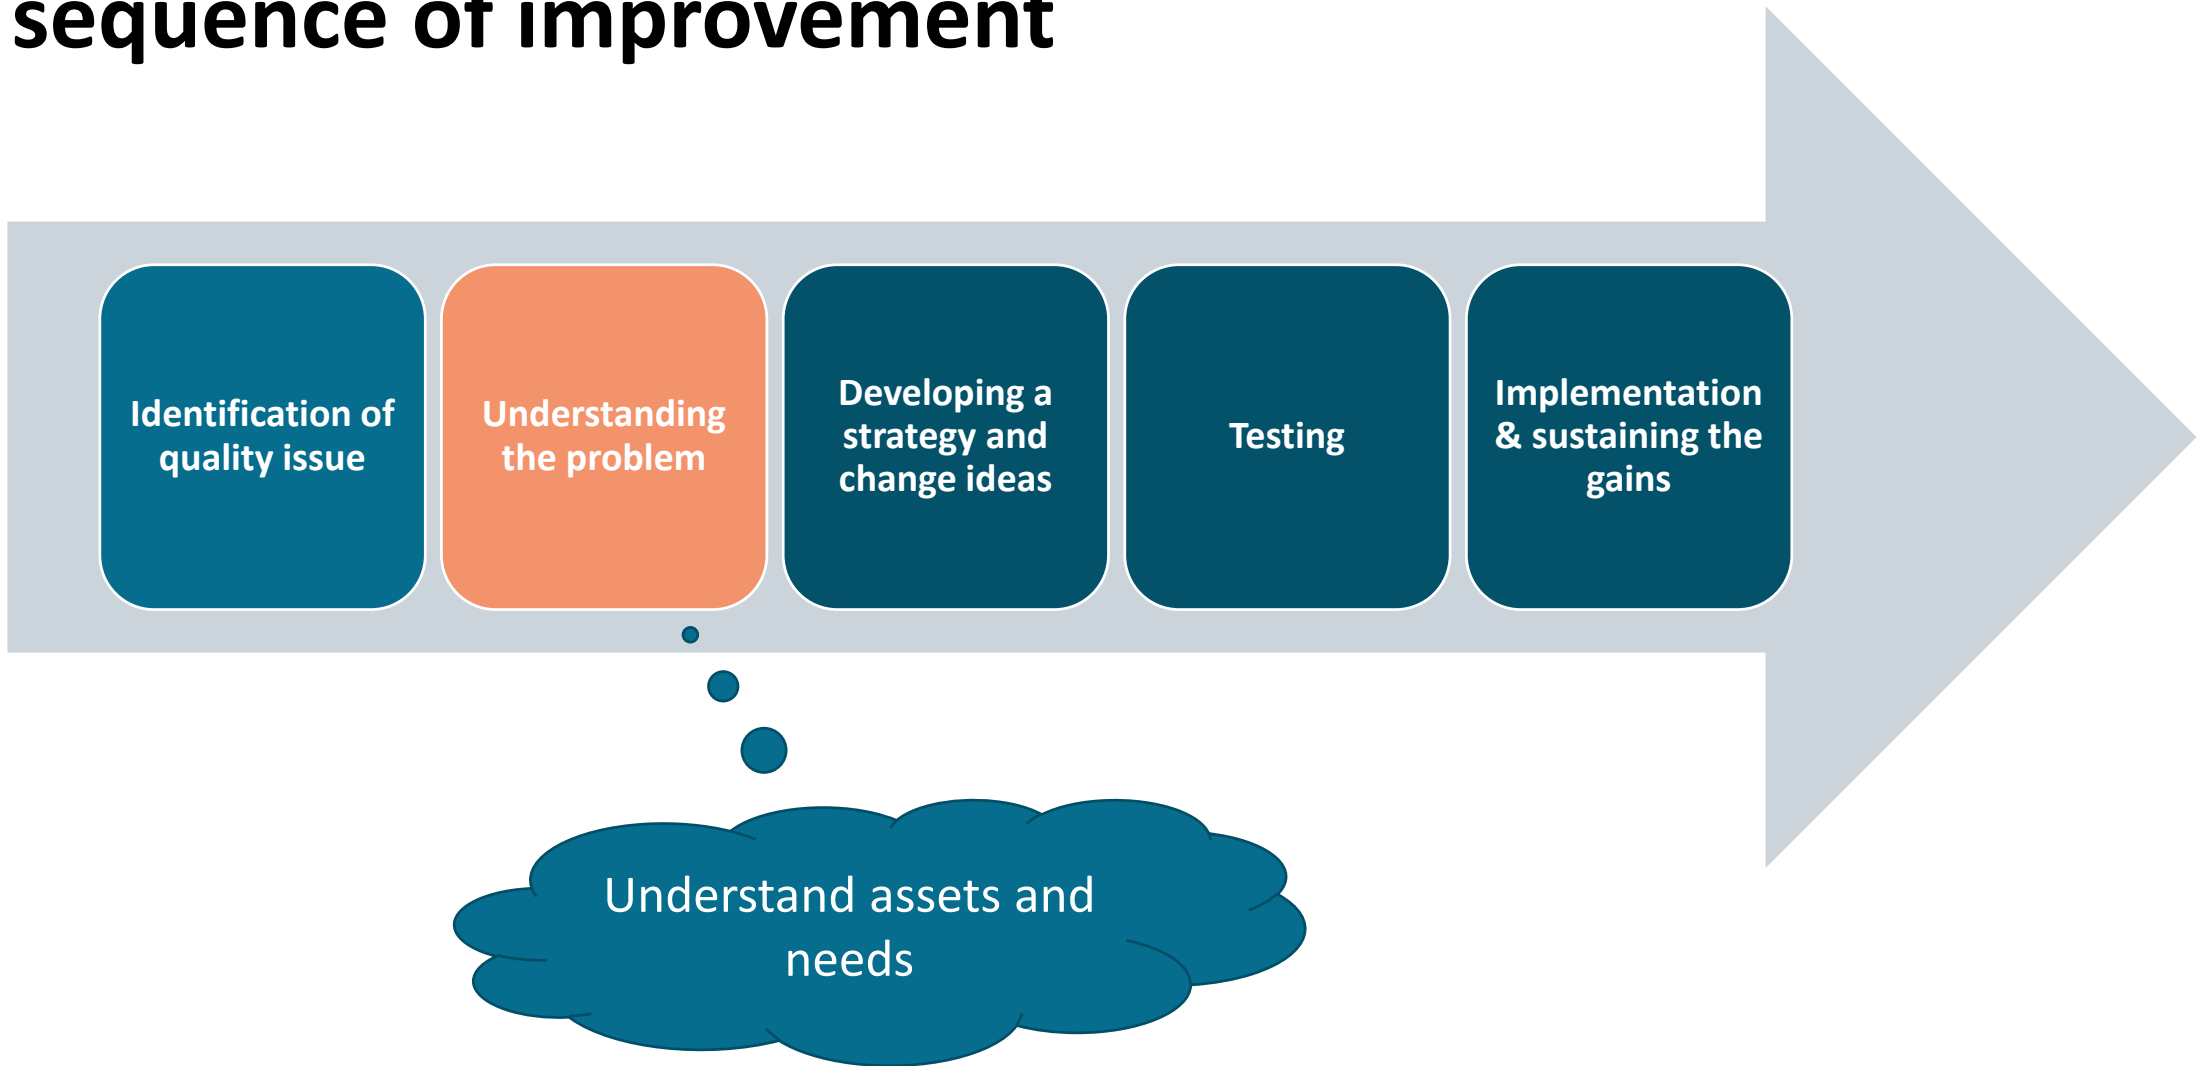 sequence of improvement
Identification of
quality issue
Understanding
the problem
Developing a
strategy and
change ideas
Testing
Implementation
& sustaining the
gains
Understand assets and
needs